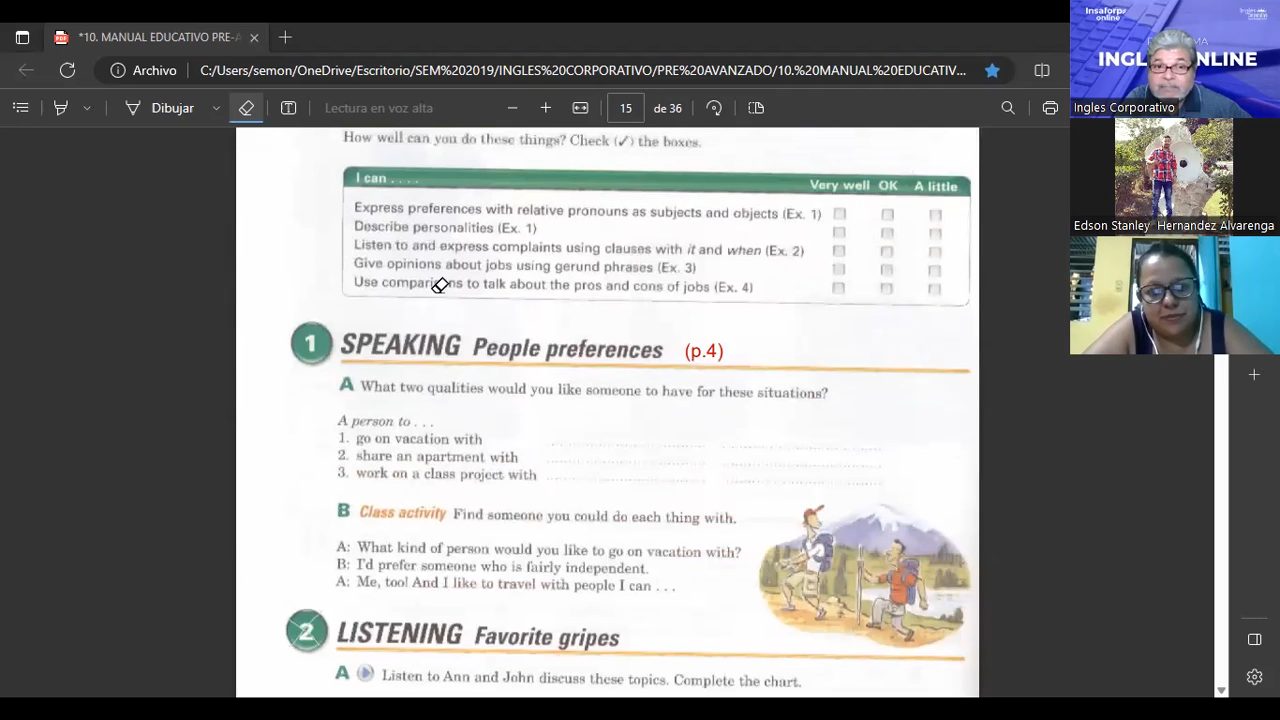 *10. MANUAL EDUCATIVO PRE-A
Archivo
C:/Users/semon/OneDrive/Escritorio/SEM%209/INGLES%20CORPORATIVO/PRE%20AVANZADO/10.%20MANUAL%20EDUCATIV...
Dibujar
Lectura en voz alta
15
de 36
How well can you do these things? Check (✓) the boxes.
I can . . . . Very well OK A little
Express preferences with relative pronouns as subjects and objects (Ex. 1)
Describe personalities (Ex. 1)
Listen to and express complaints using clauses with it and when (Ex. 2)
Give opinions about jobs using gerund phrases (Ex. 3)
Use comparisons to talk about the pros and cons of jobs (Ex. 4)
1 SPEAKING People preferences (p.4)
A What two qualities would you like someone to have for these situations?
A person to . . .
1. go on vacation with
2. share an apartment with
3. work on a class project with
B Class activity Find someone you could do each thing with.
A: What kind of person would you like to go on vacation with?
B: I'd prefer someone who is fairly independent.
A: Me, too! And I like to travel with people I can . . .
2 LISTENING Favorite gripes
A Listen to Ann and John discuss these topics. Complete the chart.
Insaforp
online
INGL
ONLINE
Ingles Corporativo
Edson Stanley Hernandez Alvarenga